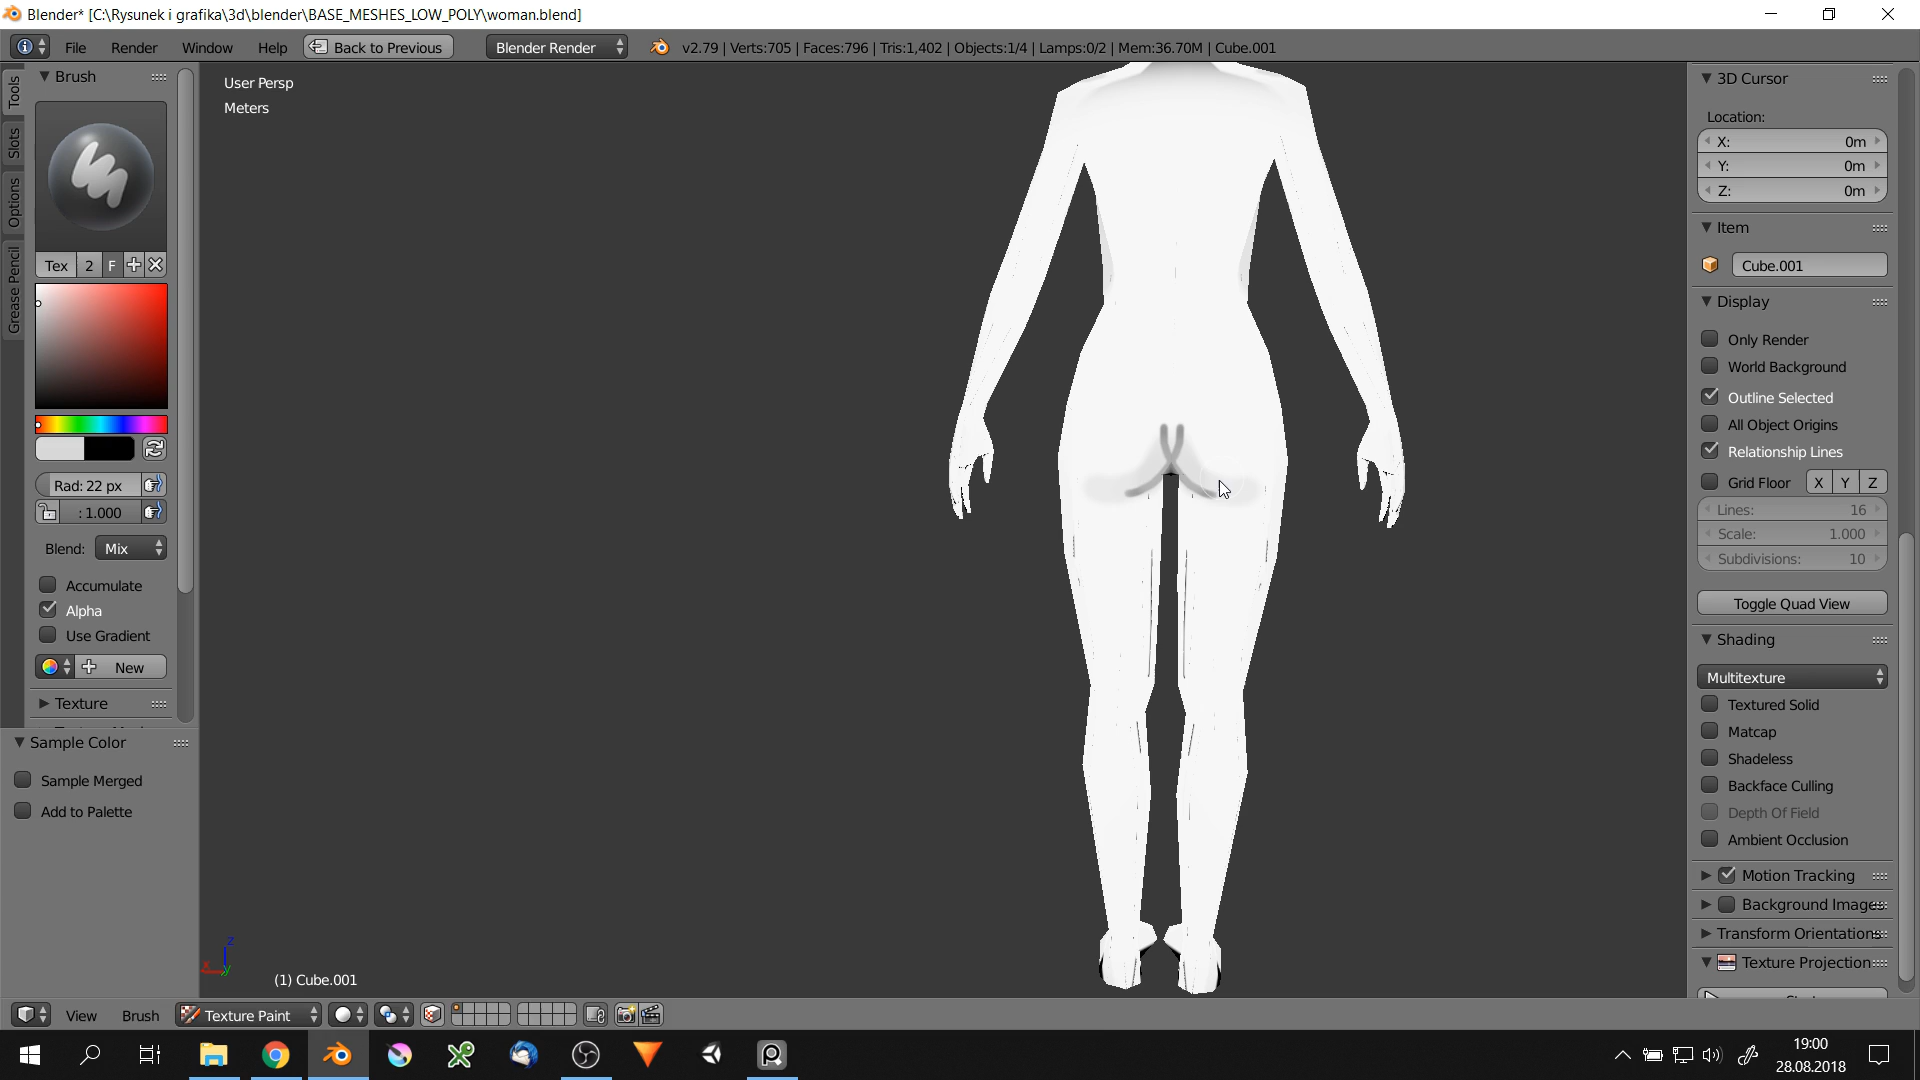 Blender* [C:\Rysunek i grafika\3d\blender\BASE_MESHES_LOW_POLY\woman.blend]
File Render Window Help Back to Previous Blender Render v2.79 | Verts:705 | Faces:796 | Tris:1,402 | Objects:1/4 | Lamps:0/2 | Mem:36.70M | Cube.001
Tools
Slots
Options
Grease Pencil
Brush
Tex 2 F
Rad: 22 px
: 1.000
Blend: Mix
Accumulate
Alpha
Use Gradient
New
Texture
Sample Color
Sample Merged
Add to Palette
User Persp
Meters
z
x
y
(1) Cube.001
3D Cursor
Location:
X: 0m
Y: 0m
Z: 0m
Item
Cube.001
Display
Only Render
World Background
Outline Selected
All Object Origins
Relationship Lines
Grid Floor X Y Z
Lines: 16
Scale: 1.000
Subdivisions: 10
Toggle Quad View
Shading
Multitexture
Textured Solid
Matcap
Shadeless
Backface Culling
Depth Of Field
Ambient Occlusion
Motion Tracking
Background Images
Transform Orientations
Texture Projection
View Brush Texture Paint
19:00
28.08.2018